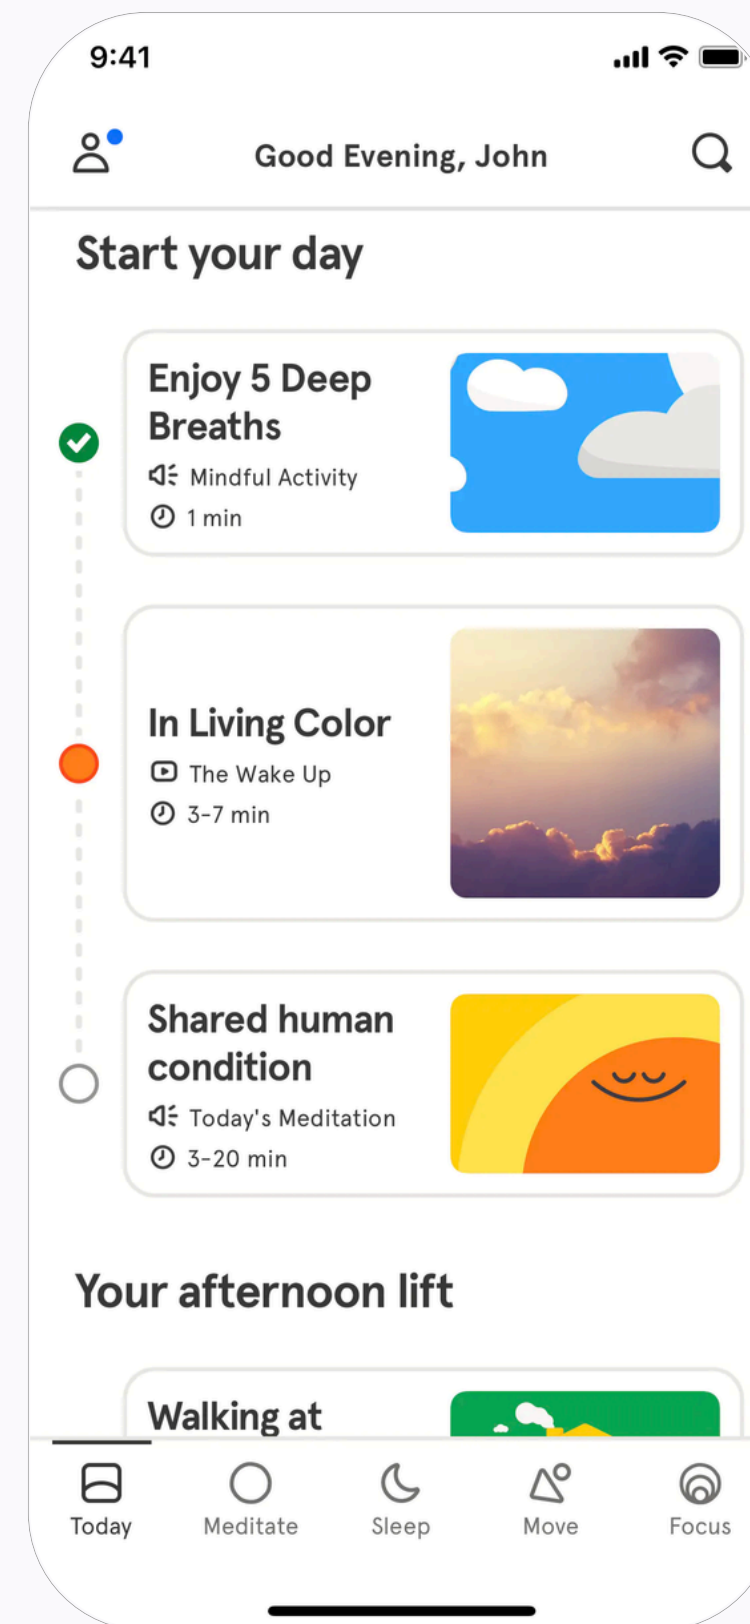 9:41
Good Evening, John
Start your day
Enjoy 5 Deep
Breaths
Mindful Activity
1 min
In Living Color
The Wake Up
3-7 min
Shared human
condition
Today's Meditation
3-20 min
Your afternoon lift
Walking at
Today
Meditate
Sleep
Move
Focus